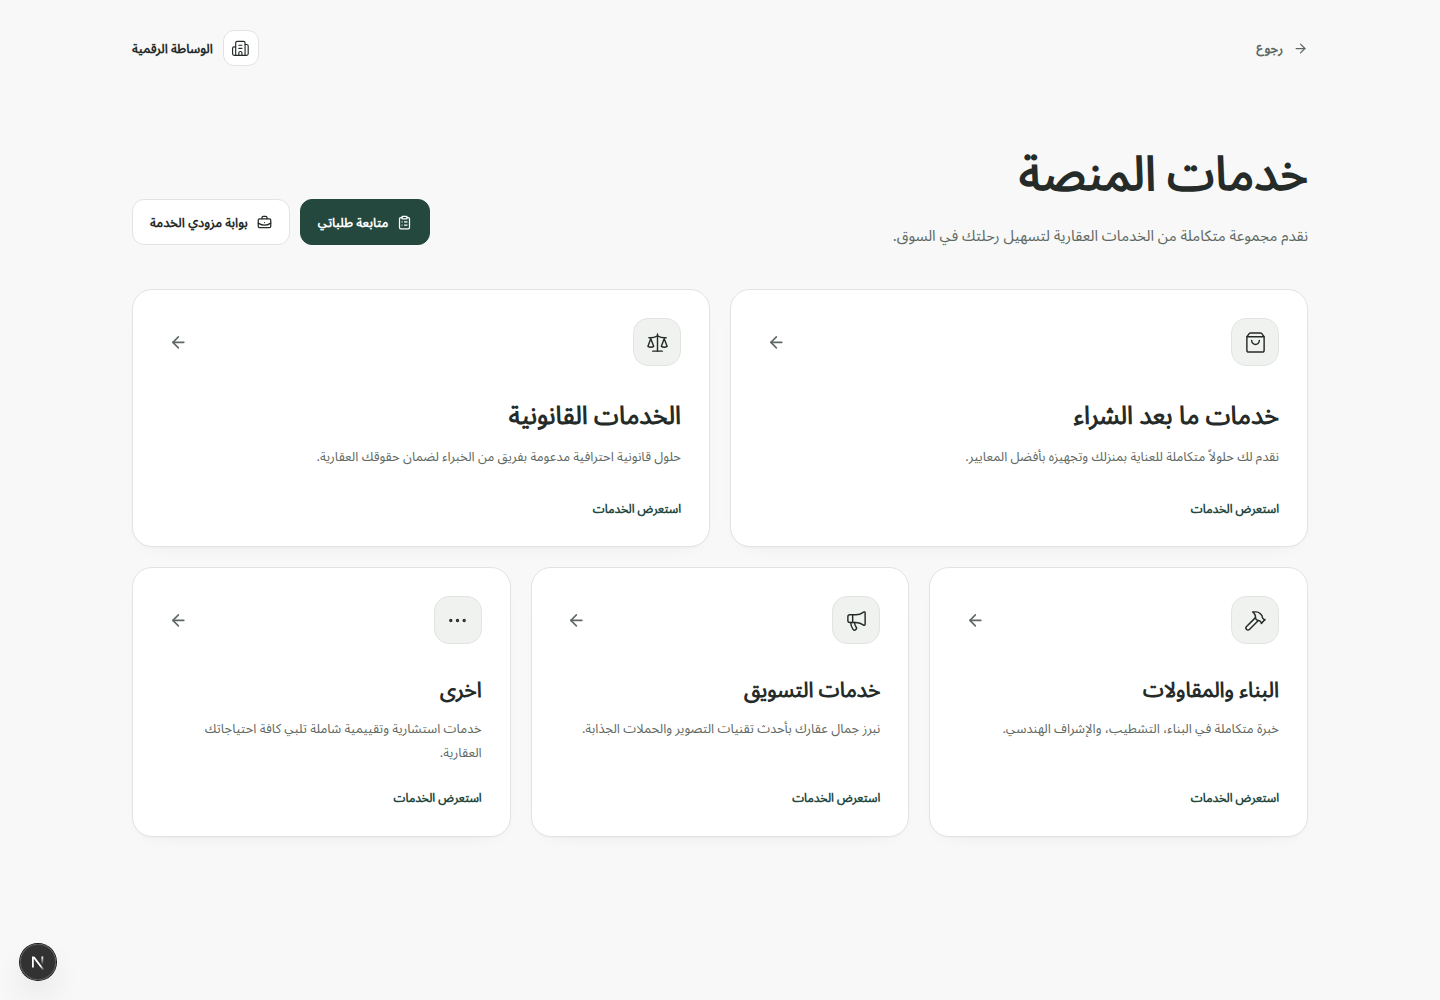 رجوع
الوساطة الرقمية
خدمات المنصة
نقدم مجموعة متكاملة من الخدمات العقارية لتسهيل رحلتك في السوق.
متابعة طلباتي
بوابة مزودي الخدمة
خدمات ما بعد الشراء
نقدم لك حلولاً متكاملة للعناية بمنزلك وتجهيزه بأفضل المعايير.
استعرض الخدمات
الخدمات القانونية
حلول قانونية احترافية مدعومة بفريق من الخبراء لضمان حقوقك العقارية.
استعرض الخدمات
البناء والمقاولات
خبرة متكاملة في البناء، التشطيب، والإشراف الهندسي.
استعرض الخدمات
خدمات التسويق
نبرز جمال عقارك بأحدث تقنيات التصوير والحملات الجذابة.
استعرض الخدمات
اخرى
خدمات استشارية وتقييمية شاملة تلبي كافة احتياجاتك
العقارية.
استعرض الخدمات
N